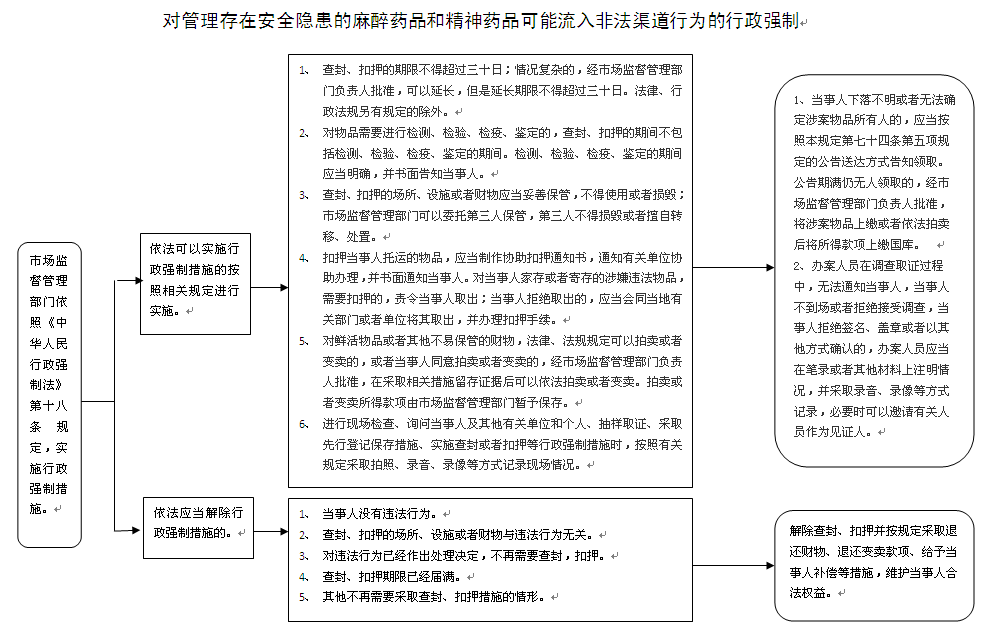 对管理存在安全隐患的麻醉药品和精神药品可能流入非法渠道行为的行政强制
市场监
督管理
部门依
照《中
华人民
行政强
制法》
第十八
条 规
定，实
施行政
强制措
施。
依法可以实施行
政强制措施的按
照相关规定进行
实施。
1、 查封、扣押的期限不得超过三十日；情况复杂的，经市场监督管理部
门负责人批准，可以延长，但是延长期限不得超过三十日。法律、行
政法规另有规定的除外。
2、 对物品需要进行检测、检验、检疫、鉴定的，查封、扣押的期间不包
括检测、检验、检疫、鉴定的期间。检测、检验、检疫、鉴定的期间
应当明确，并书面告知当事人。
3、 查封、扣押的场所、设施或者财物应当妥善保管，不得使用或者损毁；
市场监督管理部门可以委托第三人保管，第三人不得损毁或者擅自转
移、处置。
4、 扣押当事人托运的物品，应当制作协助扣押通知书，通知有关单位协
助办理，并书面通知当事人。对当事人家存或者寄存的涉嫌违法物品，
需要扣押的，责令当事人取出；当事人拒绝取出的，应当会同当地有
关部门或者单位将其取出，并办理扣押手续。
5、 对鲜活物品或者其他不易保管的财物，法律、法规规定可以拍卖或者
变卖的，或者当事人同意拍卖或者变卖的，经市场监督管理部门负责
人批准，在采取相关措施留存证据后可以依法拍卖或者变卖。拍卖或
者变卖所得款项由市场监督管理部门暂予保存。
6、 进行现场检查、询问当事人及其他有关单位和个人、抽样取证、采取
先行登记保存措施、实施查封或者扣押等行政强制措施时，按照有关
规定采取拍照、录音、录像等方式记录现场情况。
1、当事人下落不明或者无法确
定涉案物品所有人的，应当按
照本规定第七十四条第五项规
定的公告送达方式告知领取。
公告期满仍无人领取的，经市
场监督管理部门负责人批准，
将涉案物品上缴或者依法拍卖
后将所得款项上缴国库。
2、办案人员在调查取证过程
中，无法通知当事人，当事人
不到场或者拒绝接受调查，当
事人拒绝签名、盖章或者以其
他方式确认的，办案人员应当
在笔录或者其他材料上注明情
况，并采取录音、录像等方式
记录，必要时可以邀请有关人
员作为见证人。
依法应当解除行
政强制措施的。
1、 当事人没有违法行为。
2、 查封、扣押的场所、设施或者财物与违法行为无关。
3、 对违法行为已经作出处理决定，不再需要查封，扣押。
4、 查封、扣押期限已经届满。
5、 其他不再需要采取查封、扣押措施的情形。
解除查封、扣押并按规定采取退
还财物、退还变卖款项、给予当
事人补偿等措施，维护当事人合
法权益。